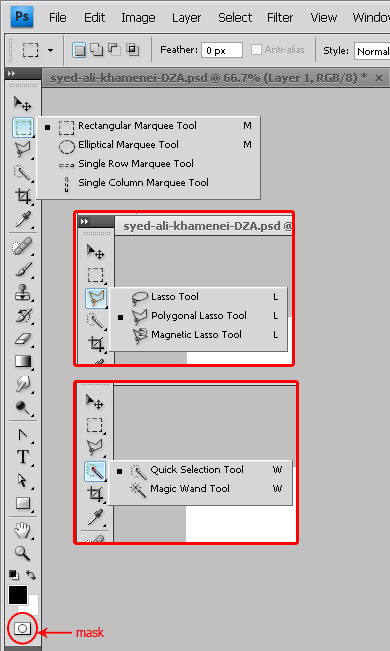 Ps File Edit Image Layer Select Filter View Window
Feather: 0 px Anti-alias Style: Normal
syed-ali-khamenei-DZA.psd @ 66.7% (Layer 1, RGB/8) * ×
Rectangular Marquee Tool M
Elliptical Marquee Tool M
Single Row Marquee Tool
Single Column Marquee Tool
syed-ali-khamenei-DZA.psd @
Lasso Tool L
Polygonal Lasso Tool L
Magnetic Lasso Tool L
Quick Selection Tool W
Magic Wand Tool W
T
mask